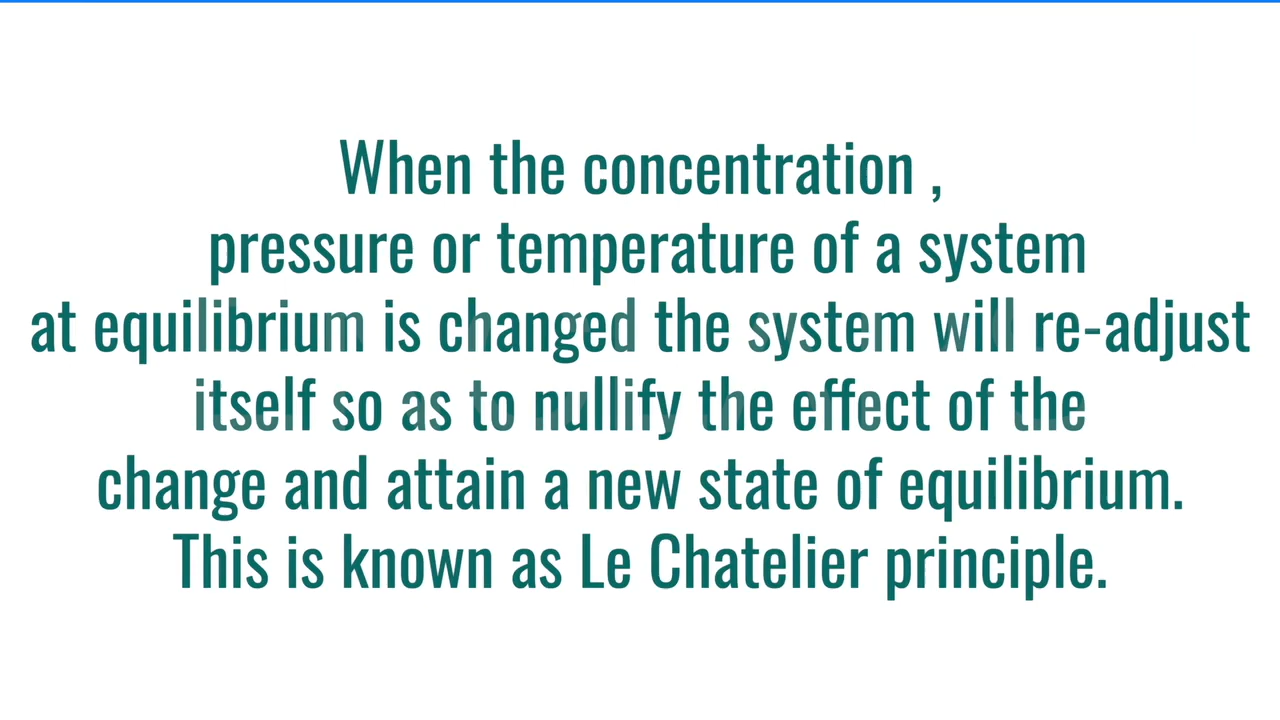 When the concentration ,
pressure or temperature of a system
at equilibrium is changed the system will re-adjust
itself so as to nullify the effect of the
change and attain a new state of equilibrium.
This is known as Le Chatelier principle.